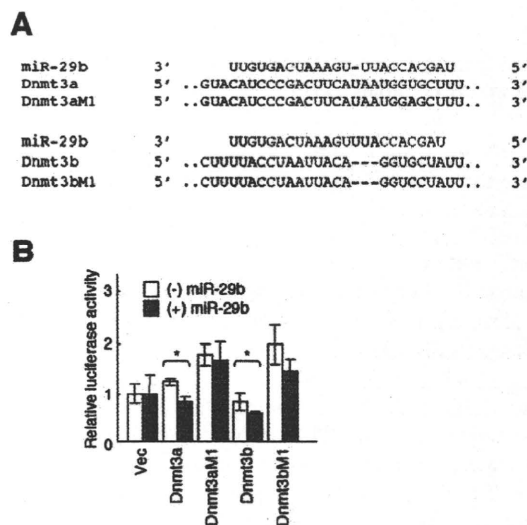 A
miR-29b 3' UUGUGACUAAAGU-UUACCACGAU 5'
Dnmt3a 5' ..GUACAUCCCGACUUCAUAAUGGUGCUUU.. 3'
Dnmt3aM1 5' ..GUACAUCCCGACUUCAUAAUGGAGCUUU.. 3'
miR-29b 3' UUGUGACUAAAGUUUACCACGAU 5'
Dnmt3b 5' ..CUUUUACCUAAUUACA---GGUGCUAUU.. 3'
Dnmt3bM1 5' ..CUUUUACCUAAUUACA---GGUCCUAUU.. 3'
B
Relative luciferase activity
3
2
1
0
(-) miR-29b
(+) miR-29b
*
*
Vec
Dnmt3a
Dnmt3aM1
Dnmt3b
Dnmt3bM1